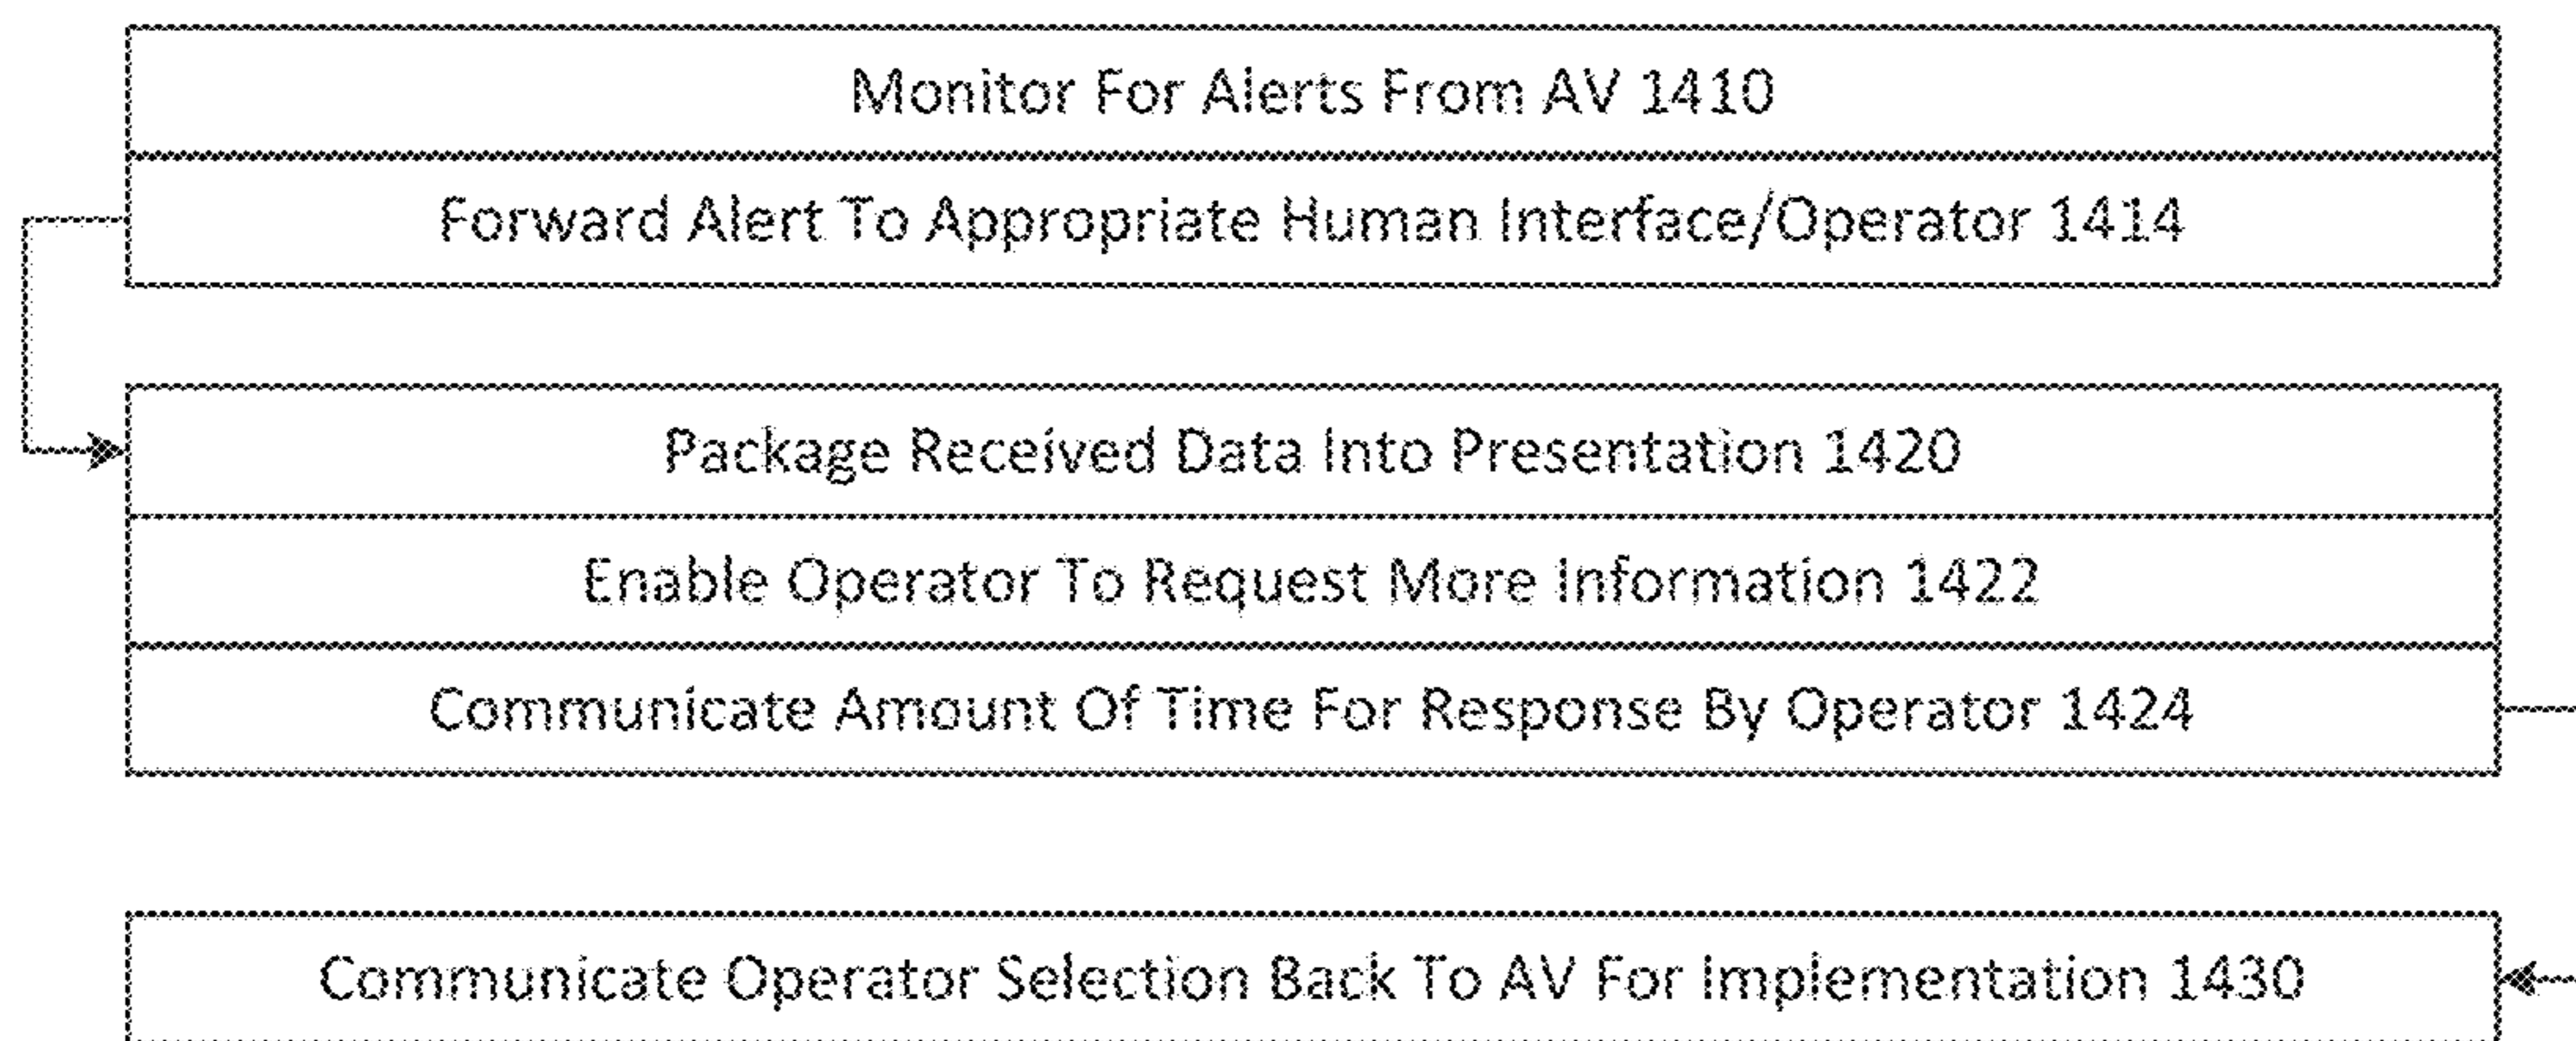 Monitor For Alerts From AV 1410
Forward Alert To Appropriate Human Interface/Operator 1414
Package Received Data Into Presentation 1420
Enable Operator To Request More Information 1422
Communicate Amount Of Time For Response By Operator 1424
Communicate Operator Selection Back To AV For Implementation 1430